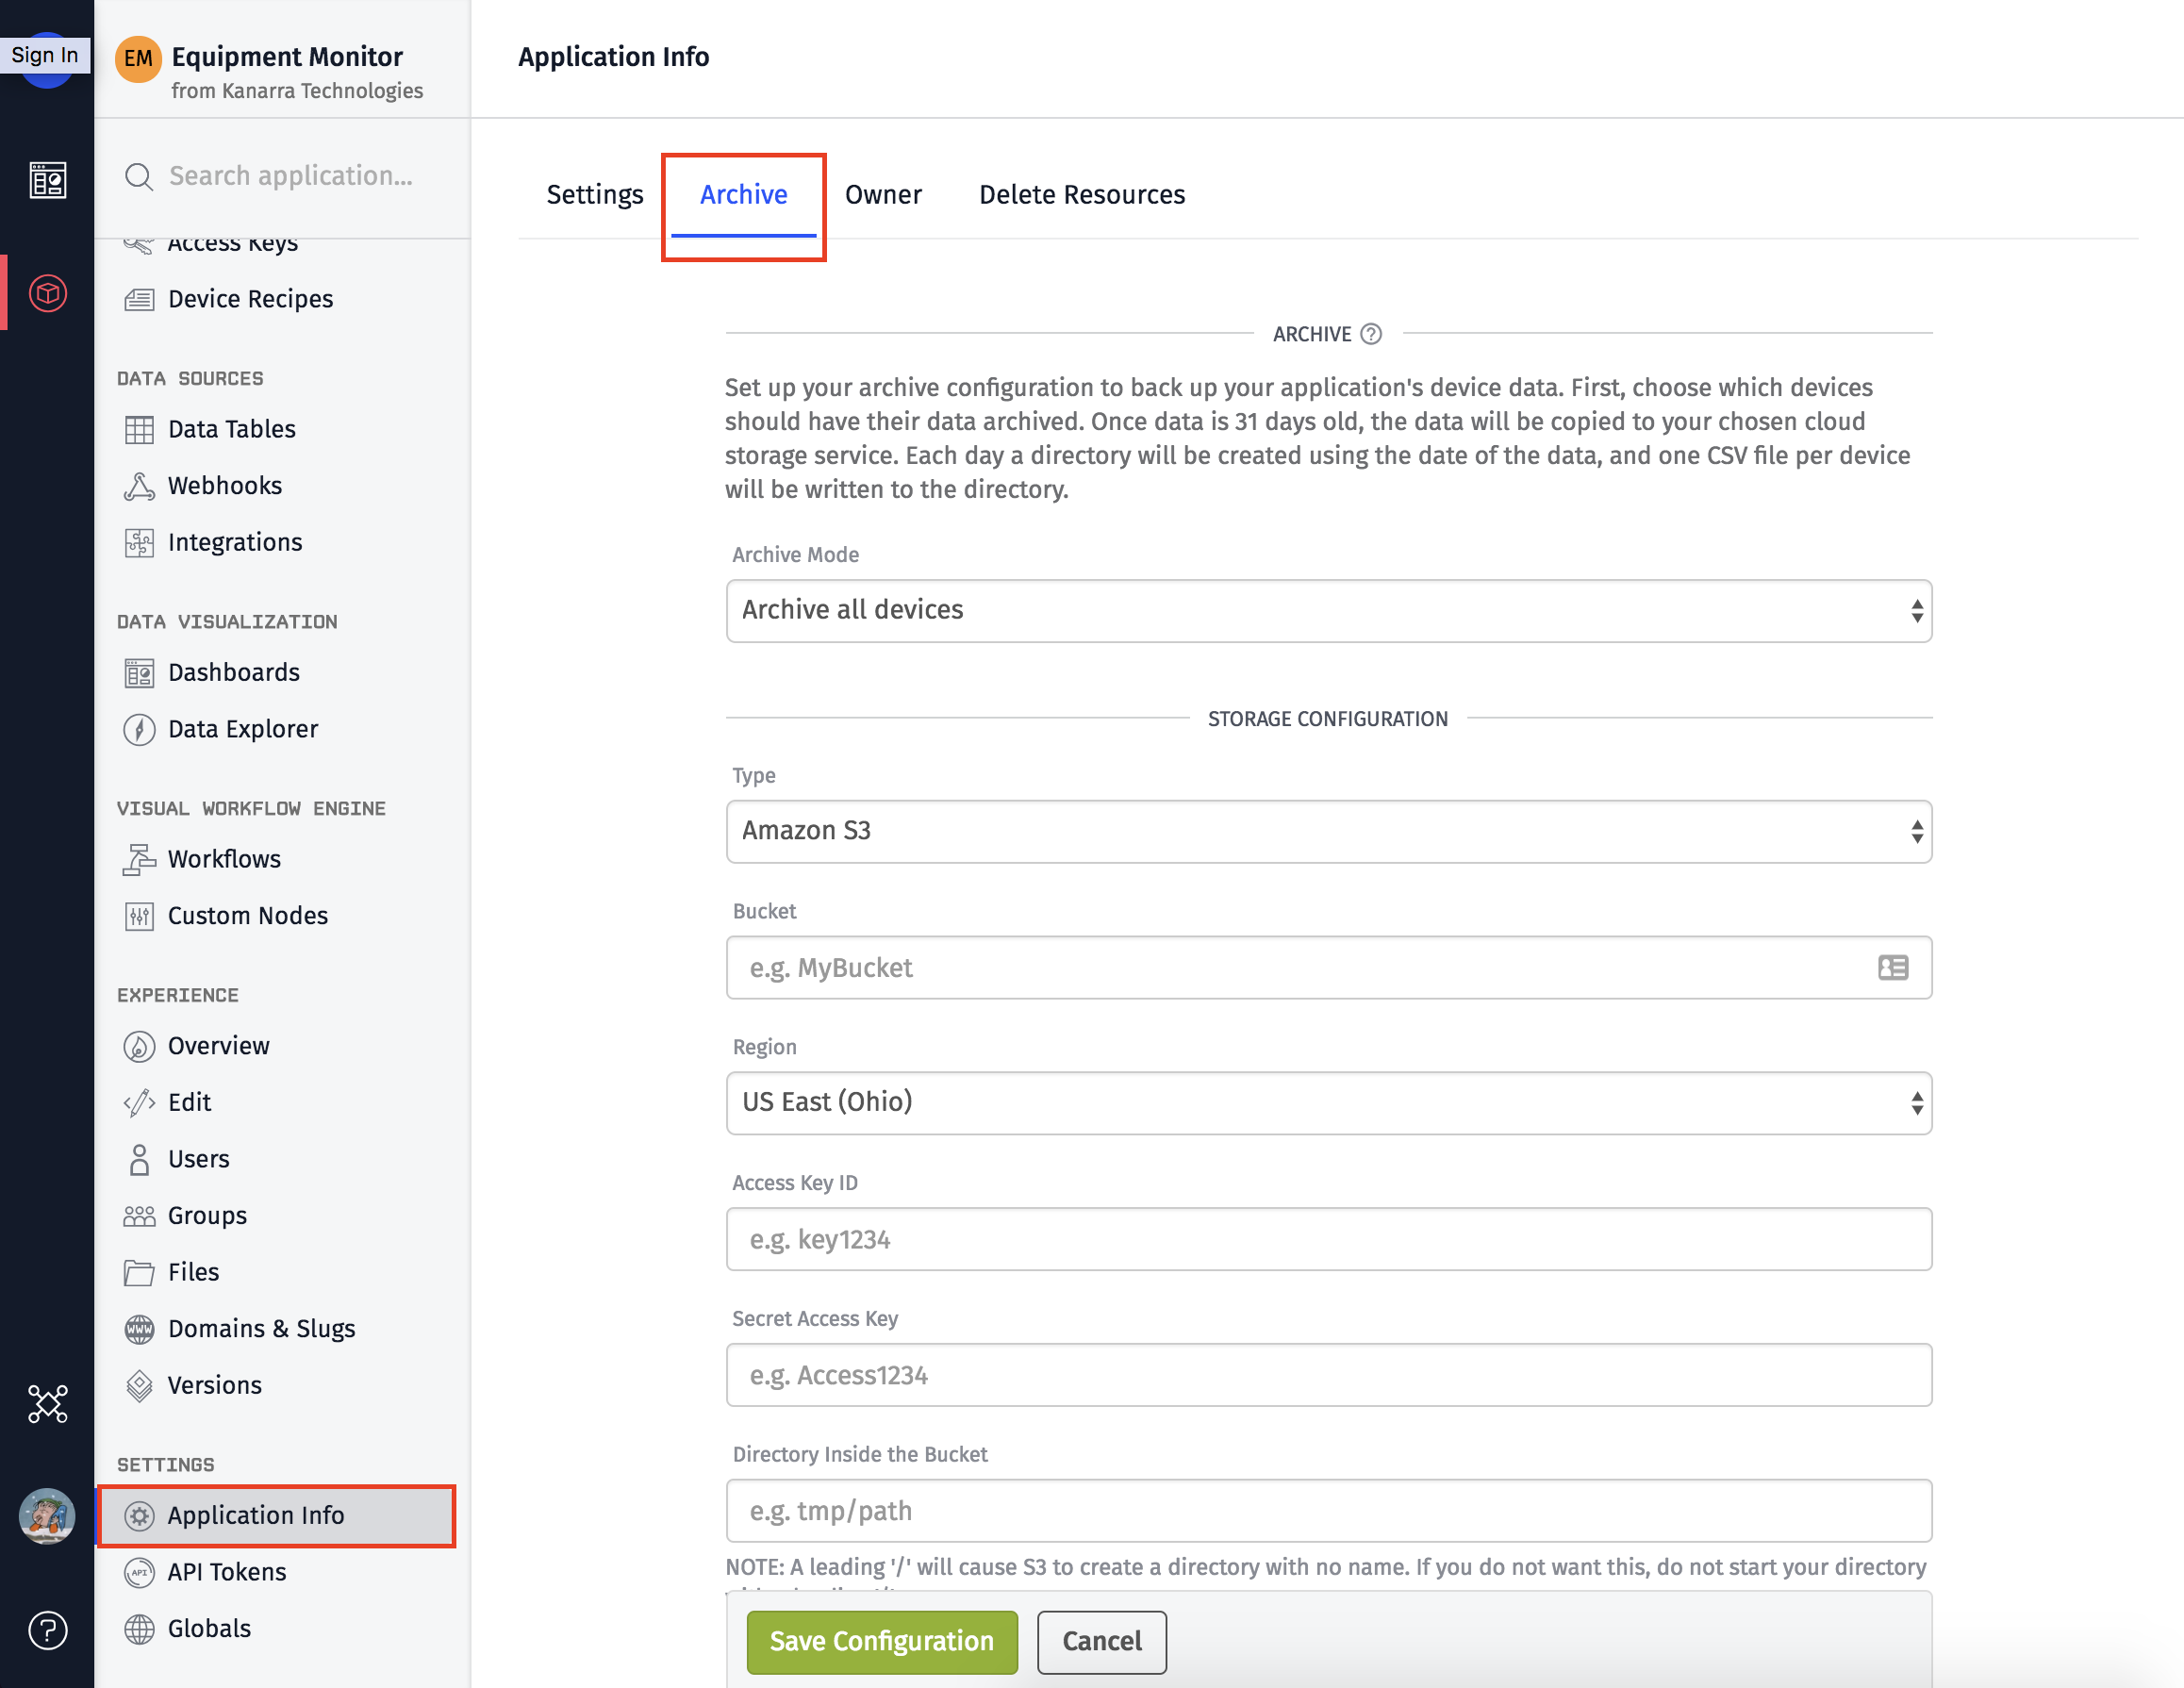 Sign In
EM
Equipment Monitor
from Kanarra Technologies
Search application...
Access Keys
Device Recipes
DATA SOURCES
Data Tables
Webhooks
Integrations
DATA VISUALIZATION
Dashboards
Data Explorer
VISUAL WORKFLOW ENGINE
Workflows
Custom Nodes
EXPERIENCE
Overview
Edit
Users
Groups
Files
WWW
Domains & Slugs
Versions
SETTINGS
Application Info
API
API Tokens
Globals
Application Info
Settings
Archive
Owner
Delete Resources
ARCHIVE ?
Set up your archive configuration to back up your application's device data. First, choose which devices
should have their data archived. Once data is 31 days old, the data will be copied to your chosen cloud
storage service. Each day a directory will be created using the date of the data, and one CSV file per device
will be written to the directory.
Archive Mode
Archive all devices
STORAGE CONFIGURATION
Type
Amazon S3
Bucket
e.g. MyBucket
Region
US East (Ohio)
Access Key ID
e.g. key1234
Secret Access Key
e.g. Access1234
Directory Inside the Bucket
e.g. tmp/path
NOTE: A leading '/' will cause S3 to create a directory with no name. If you do not want this, do not start your directory
Save Configuration
Cancel